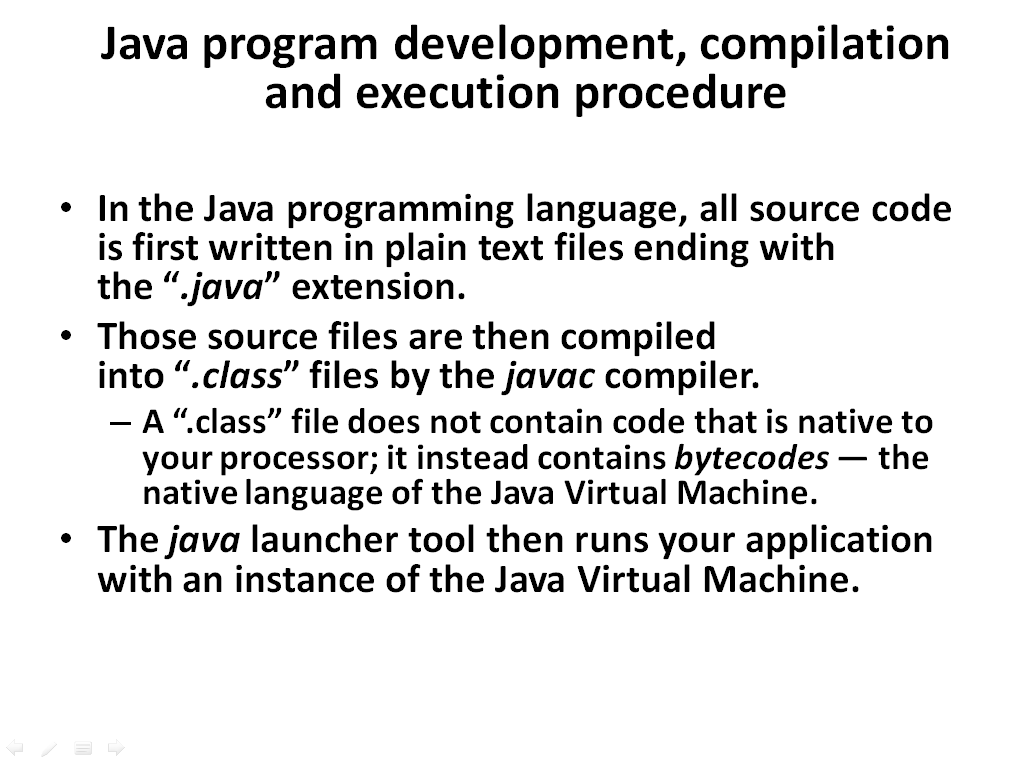 Java program development, compilation
and execution procedure
• In the Java programming language, all source code
is first written in plain text files ending with
the “.java” extension.
• Those source files are then compiled
into “.class” files by the javac compiler.
– A “.class” file does not contain code that is native to
your processor; it instead contains bytecodes — the
native language of the Java Virtual Machine.
• The java launcher tool then runs your application
with an instance of the Java Virtual Machine.